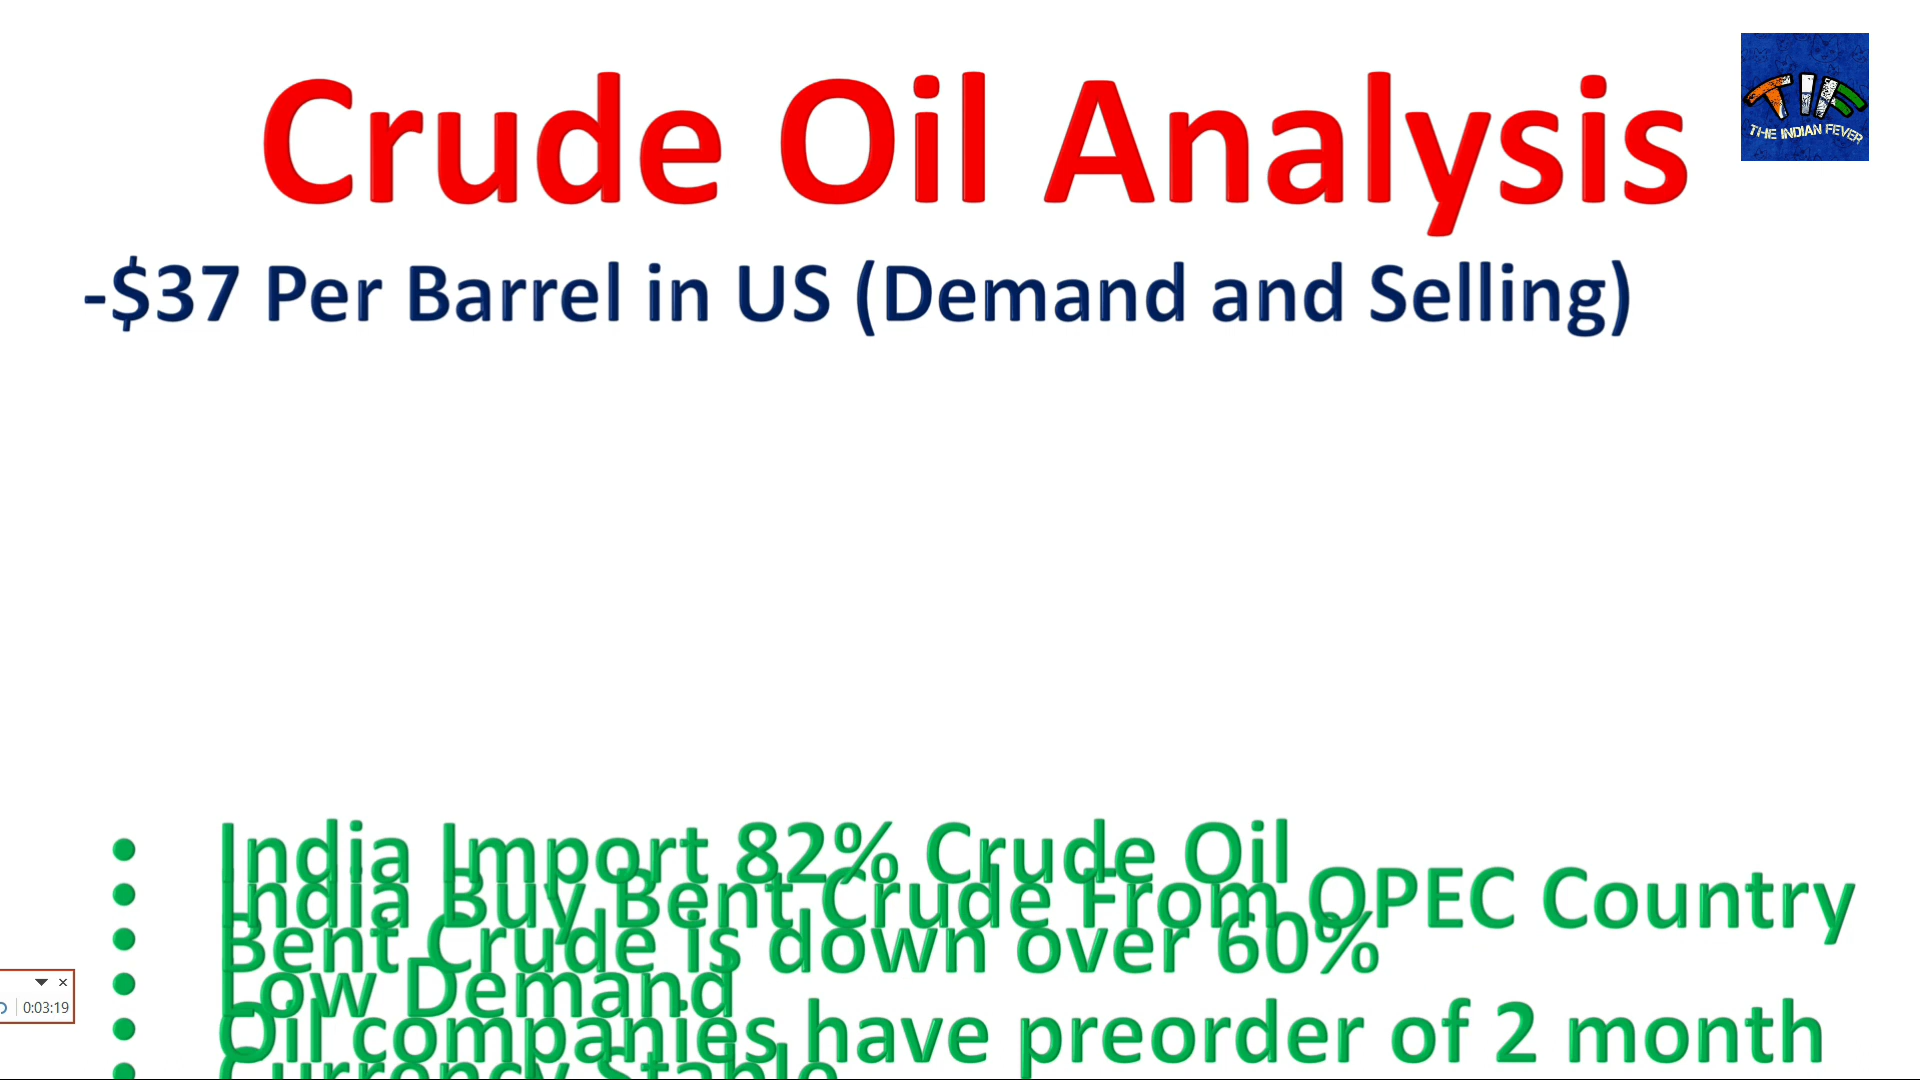 Crude Oil Analysis
TIF
THE INDIAN FEVER
-$37 Per Barrel in US (Demand and Selling)
• India Import 82% Crude Oil
• India Buy Bent Crude From OPEC Country
• Bent Crude is down over 60%
• Low Demand
• Oil companies have preorder of 2 month
• Currency Stable
0:03:19